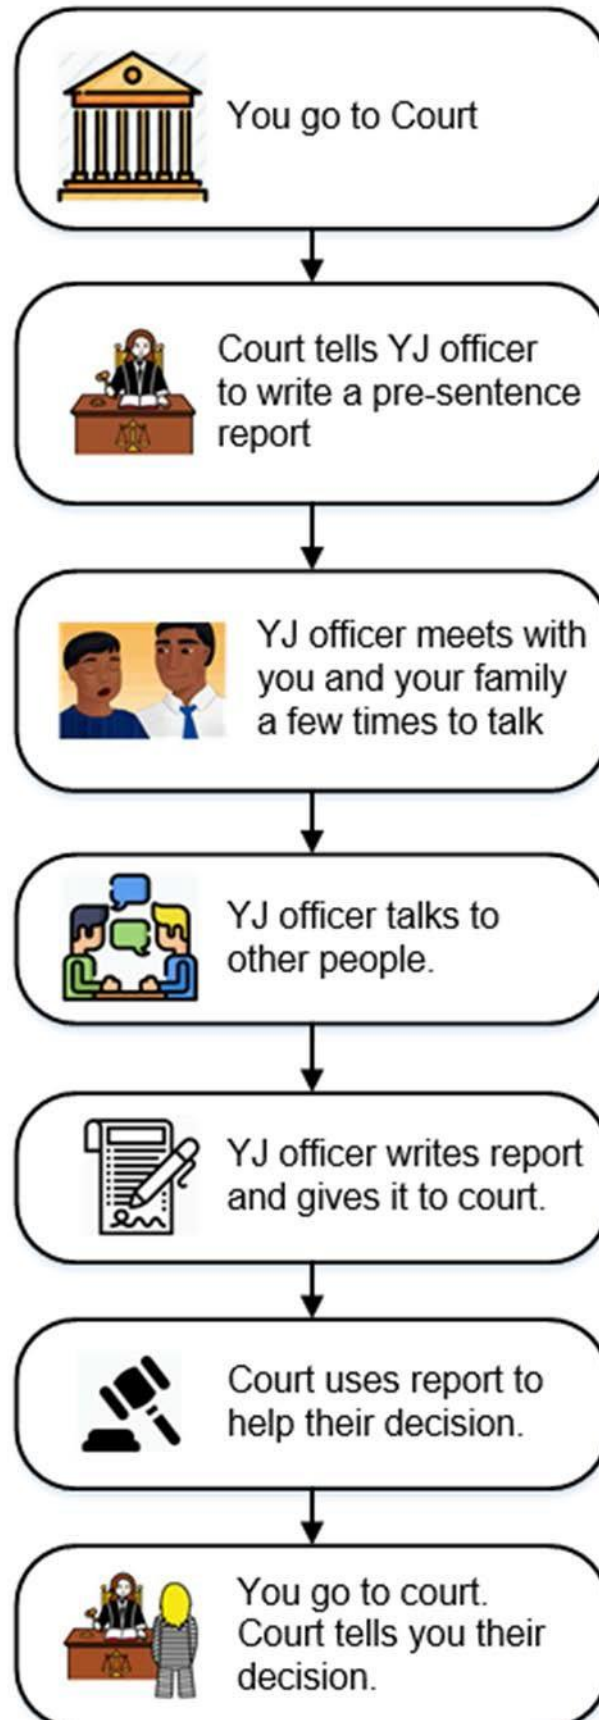 You go to Court
Court tells YJ officer
to write a pre-sentence
report
YJ officer meets with
you and your family
a few times to talk
YJ officer talks to
other people.
YJ officer writes report
and gives it to court.
Court uses report to
help their decision.
You go to court.
Court tells you their
decision.